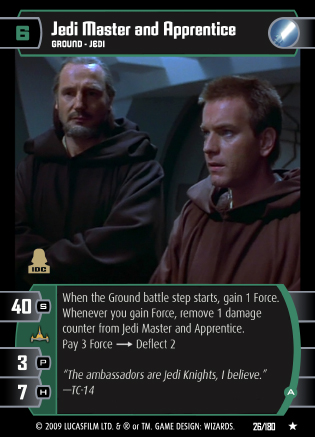 6
Jedi Master and Apprentice
GROUND - JEDI
IDC
40 S
When the Ground battle step starts, gain 1 Force.
Whenever you gain Force, remove 1 damage
counter from Jedi Master and Apprentice.
Pay 3 Force → Deflect 2
3 P
7 H
"The ambassadors are Jedi Knights, I believe."
—TC-14
A
© 2009 LUCASFILM LTD. & ® or TM. GAME DESIGN: WIZARDS.
26/180 ★